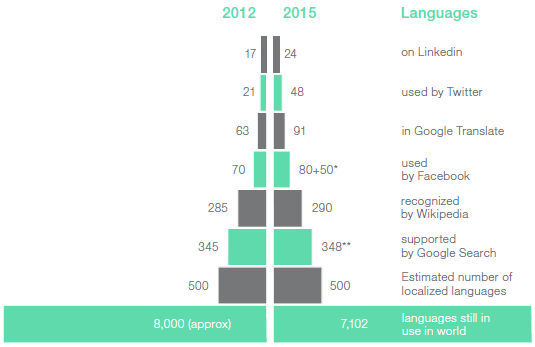 2012 2015 Languages
17 24 on Linkedin
21 48 used by Twitter
63 91 in Google Translate
70 80+50* used
by Facebook
285 290 recognized
by Wikipedia
345 348** supported
by Google Search
500 500 Estimated number of
localized languages
8,000 (approx) 7,102 languages still in
use in world